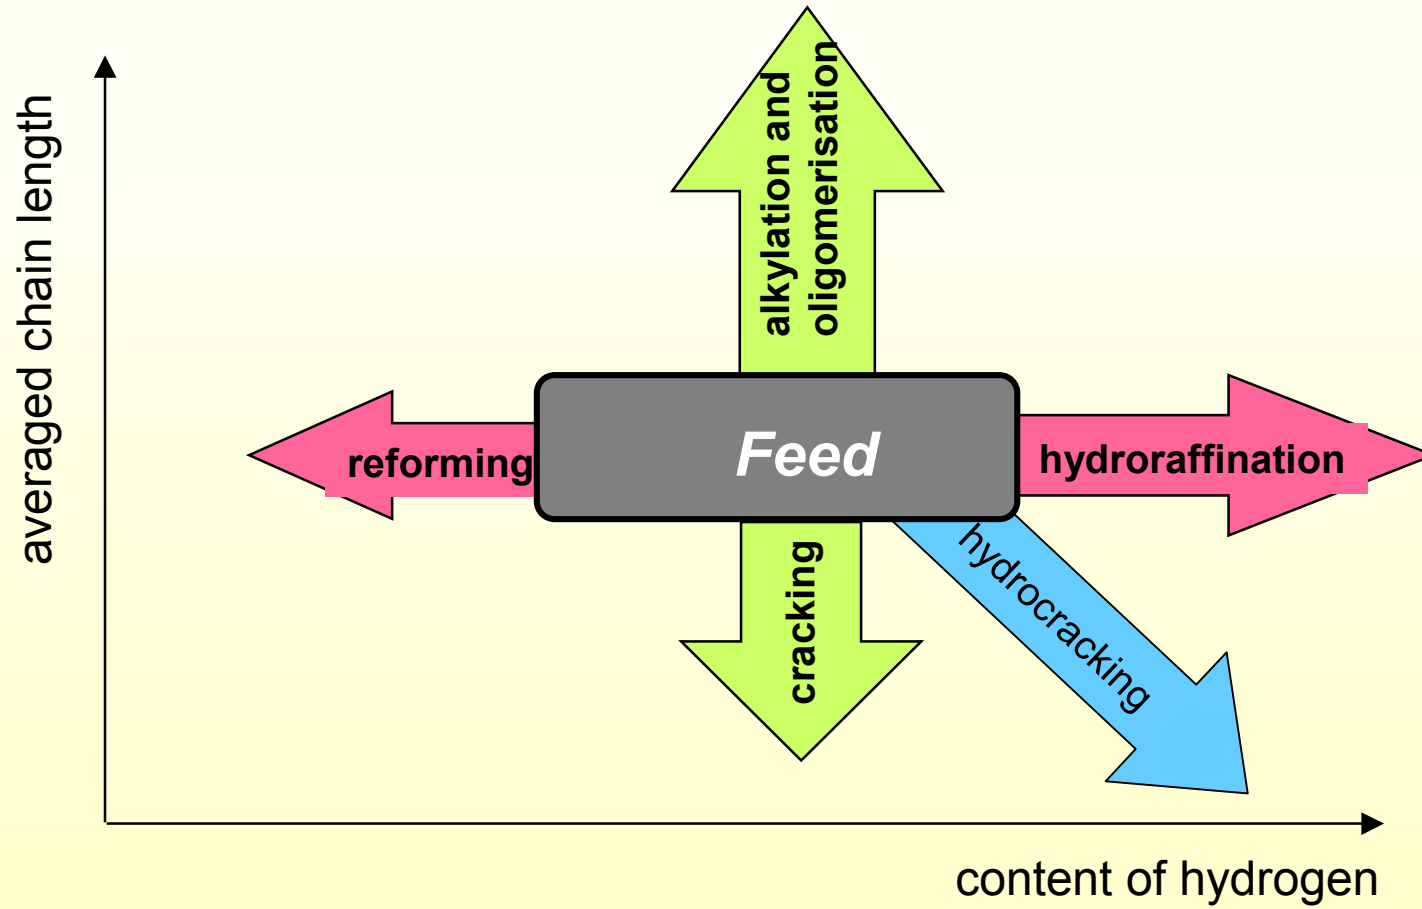 averaged chain length
alkylation and
oligomerisation
reforming
Feed
hydroraffination
cracking
hydrocracking
content of hydrogen